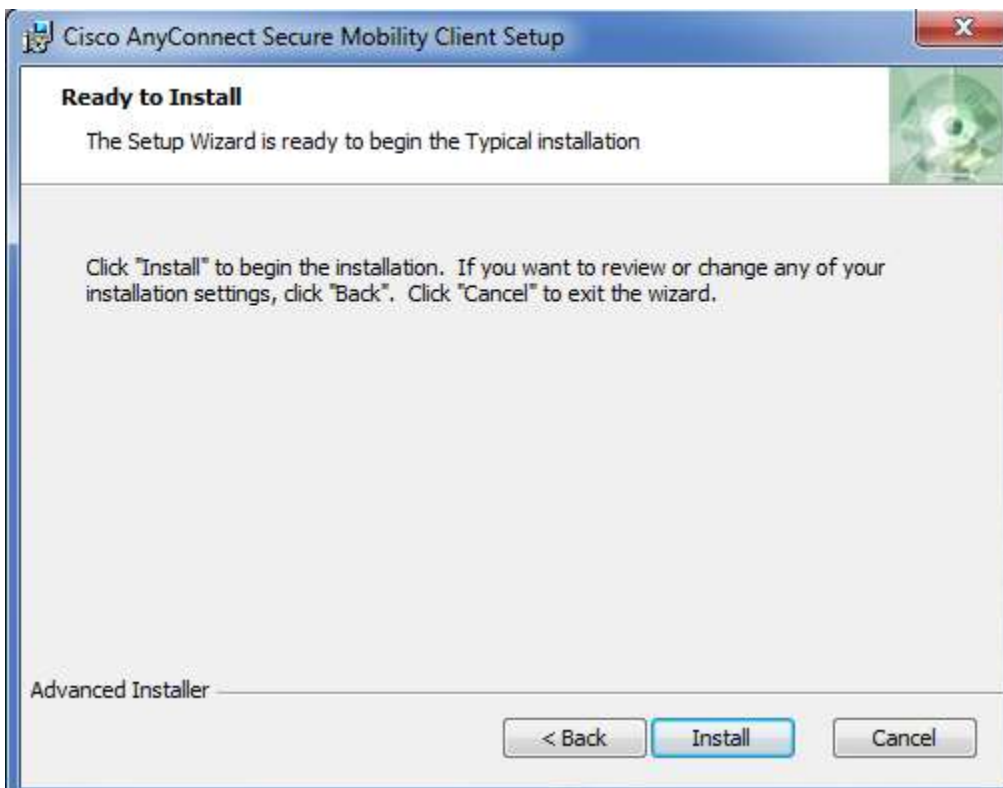 Cisco AnyConnect Secure Mobility Client Setup
Ready to Install
The Setup Wizard is ready to begin the Typical installation
Click "Install" to begin the installation.  If you want to review or change any of your
installation settings, click "Back".  Click "Cancel" to exit the wizard.
Advanced Installer
< Back
Install
Cancel